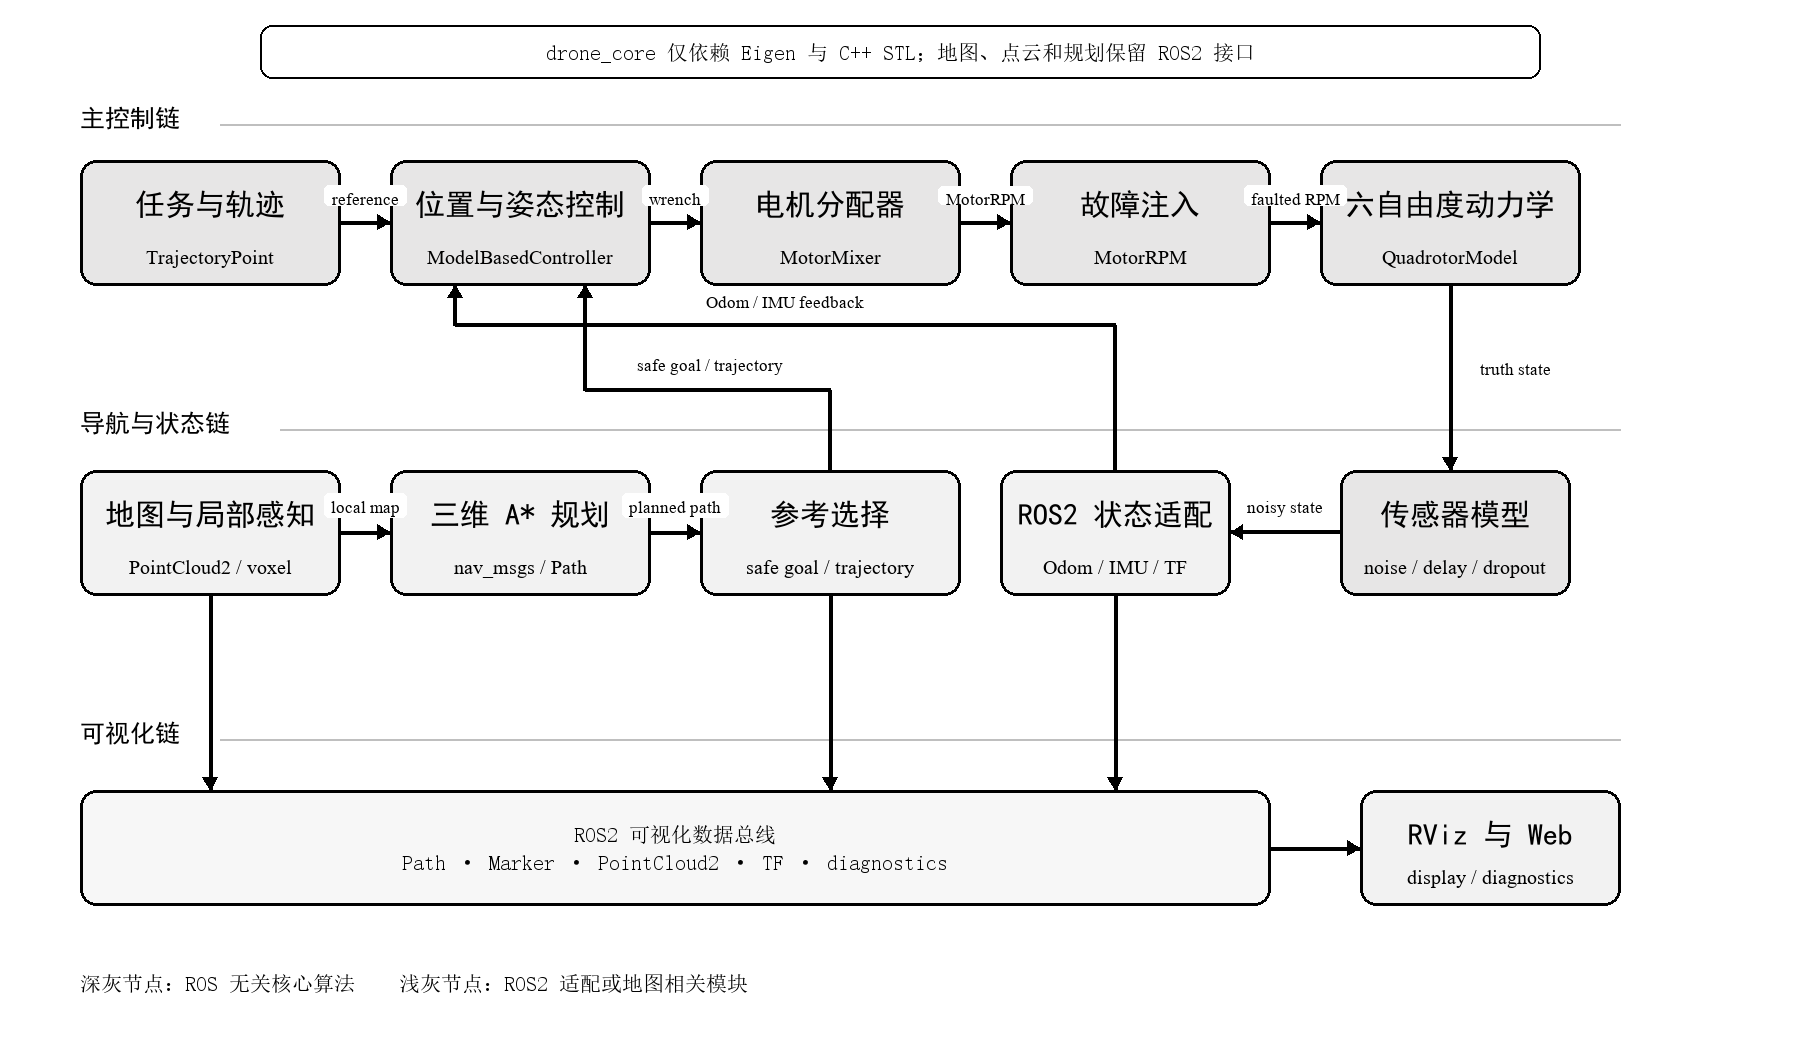 drone_core 仅依赖 Eigen 与 C++ STL；地图、点云和规划保留 ROS2 接口
主控制链
任务与轨迹
TrajectoryPoint
reference
位置与姿态控制
ModelBasedController
wrench
电机分配器
MotorMixer
MotorRPM
故障注入
MotorRPM
faulted RPM
六自由度动力学
QuadrotorModel
Odom / IMU feedback
safe goal / trajectory
truth state
导航与状态链
地图与局部感知
PointCloud2 / voxel
local map
三维 A* 规划
nav_msgs / Path
planned path
参考选择
safe goal / trajectory
ROS2 状态适配
Odom / IMU / TF
noisy state
传感器模型
noise / delay / dropout
可视化链
ROS2 可视化数据总线
Path • Marker • PointCloud2 • TF • diagnostics
RViz 与 Web
display / diagnostics
深灰节点：ROS 无关核心算法 浅灰节点：ROS2 适配或地图相关模块